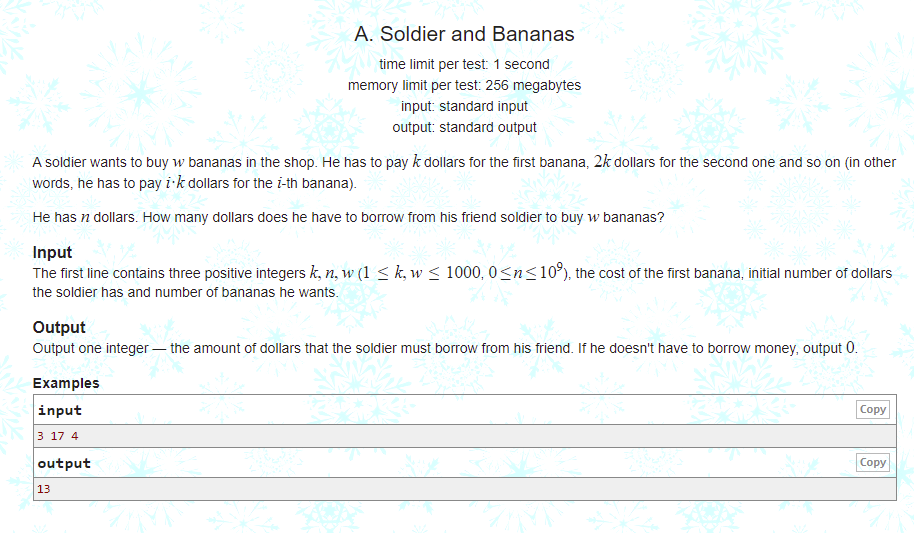 A. Soldier and Bananas
time limit per test: 1 second
memory limit per test: 256 megabytes
input: standard input
output: standard output
A soldier wants to buy w bananas in the shop. He has to pay k dollars for the first banana, 2k dollars for the second one and so on (in other
words, he has to pay i·k dollars for the i-th banana).
He has n dollars. How many dollars does he have to borrow from his friend soldier to buy w bananas?
Input
The first line contains three positive integers k, n, w (1 ≤ k, w ≤ 1000, 0 ≤ n ≤ 10⁹), the cost of the first banana, initial number of dollars
the soldier has and number of bananas he wants.
Output
Output one integer — the amount of dollars that the soldier must borrow from his friend. If he doesn't have to borrow money, output 0.
Examples
input Copy
3 17 4
output Copy
13